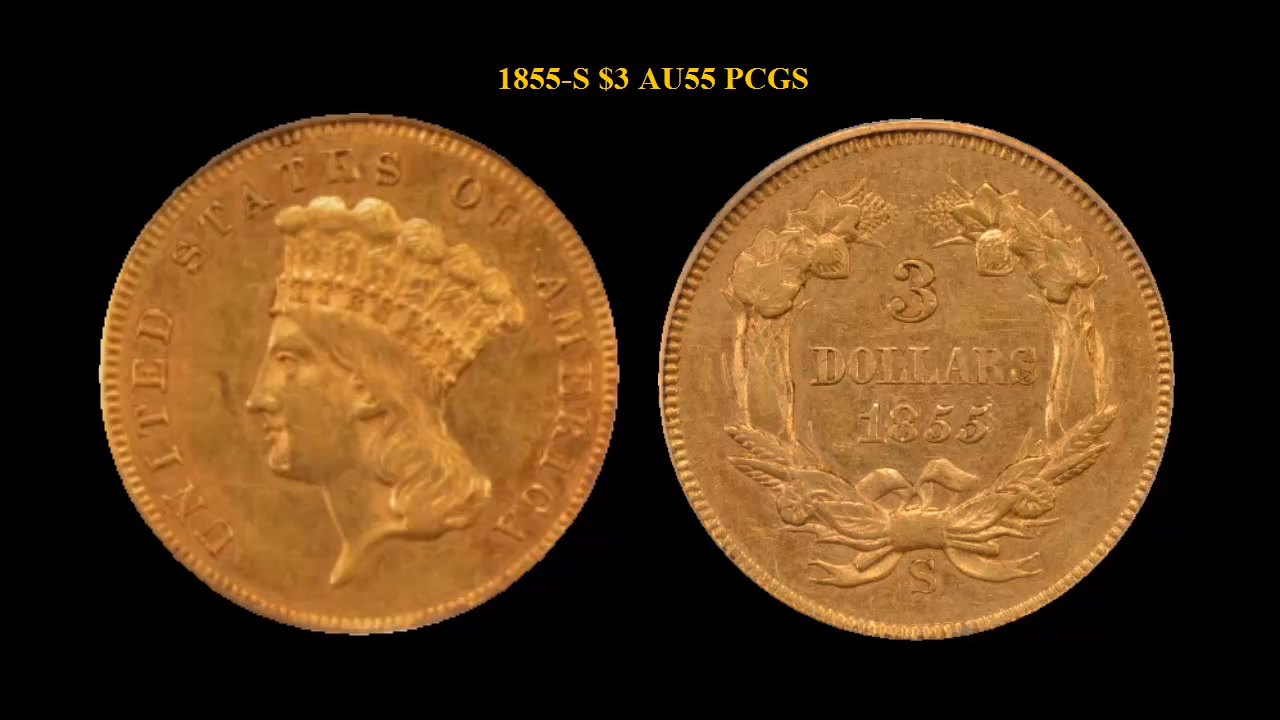 1855-S $3 AU55 PCGS
UNITED STATES OF AMERICA
3
DOLLARS
1855
S